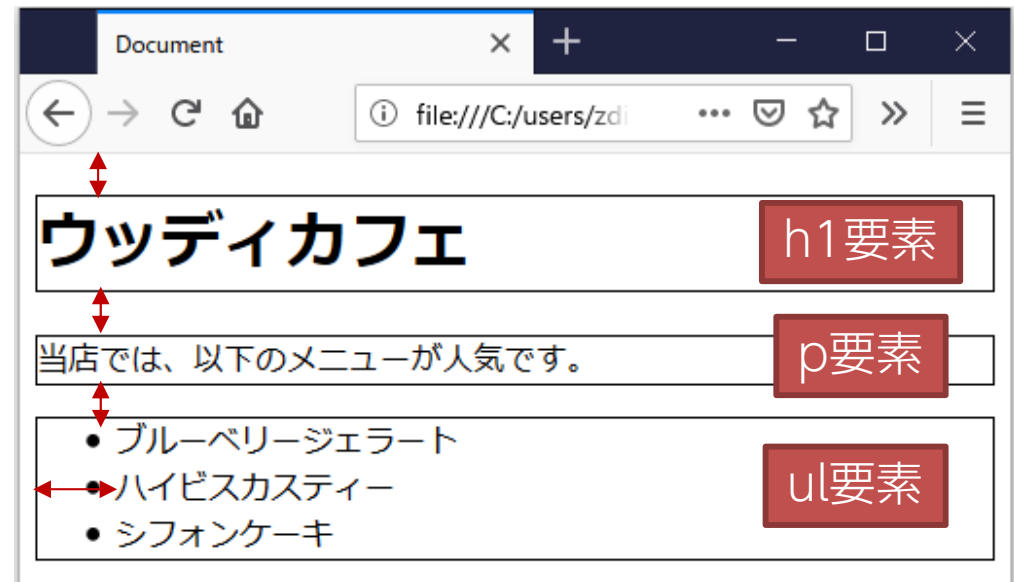 Document
file:///C:/users/zdi
ウッディカフェ
h1要素
当店では、以下のメニューが人気です。
p要素
ブルーベリージェラート
ハイビスカスティー
シフォンケーキ
ul要素